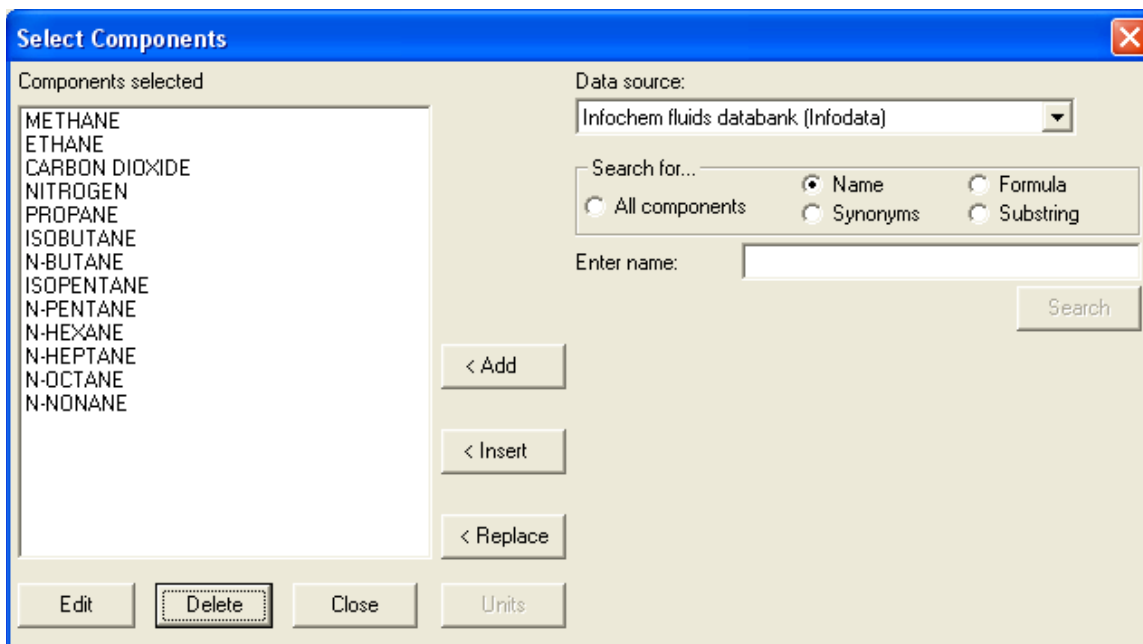 Select Components
Components selected
METHANE
ETHANE
CARBON DIOXIDE
NITROGEN
PROPANE
ISOBUTANE
N-BUTANE
ISOPENTANE
N-PENTANE
N-HEXANE
N-HEPTANE
N-OCTANE
N-NONANE
Data source:
Infochem fluids databank (Infodata)
Search for...
All components
Name
Formula
Synonyms
Substring
Enter name:
Search
< Add
< Insert
< Replace
Edit
Delete
Close
Units